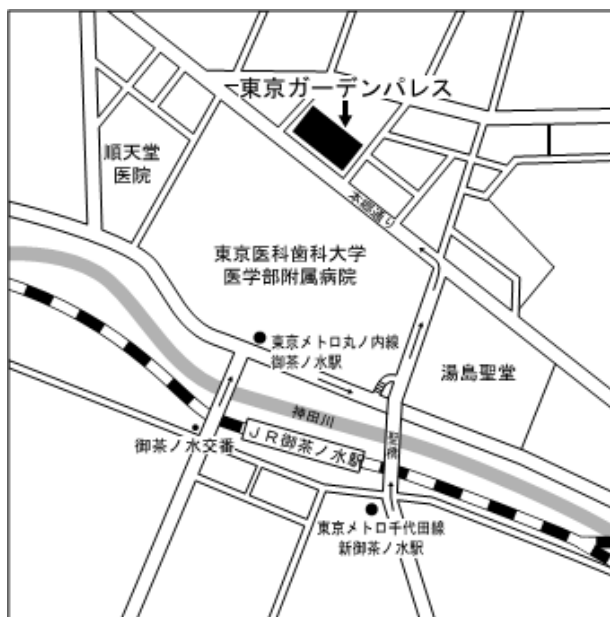 東京ガーデンパレス
順天堂
医院
本郷通り
東京医科歯科大学
医学部附属病院
東京メトロ丸ノ内線
御茶ノ水駅
湯島聖堂
神田川
聖橋
御茶ノ水交番
JR御茶ノ水駅
東京メトロ千代田線
新御茶ノ水駅